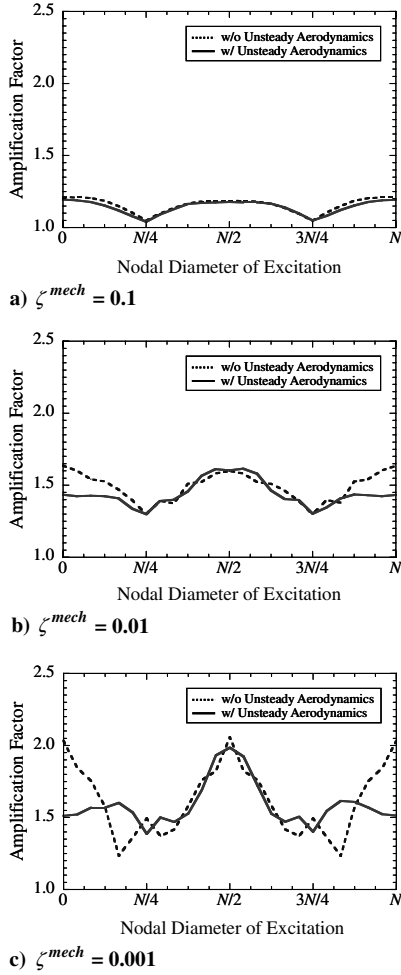 2.5
w/o Unsteady Aerodynamics
w/ Unsteady Aerodynamics
2.0
1.5
1.0
Amplification Factor
0 N/4 N/2 3N/4 N
Nodal Diameter of Excitation
a) ζ^mech = 0.1
2.5
w/o Unsteady Aerodynamics
w/ Unsteady Aerodynamics
2.0
1.5
1.0
Amplification Factor
0 N/4 N/2 3N/4 N
Nodal Diameter of Excitation
b) ζ^mech = 0.01
2.5
w/o Unsteady Aerodynamics
w/ Unsteady Aerodynamics
2.0
1.5
1.0
Amplification Factor
0 N/4 N/2 3N/4 N
Nodal Diameter of Excitation
c) ζ^mech = 0.001